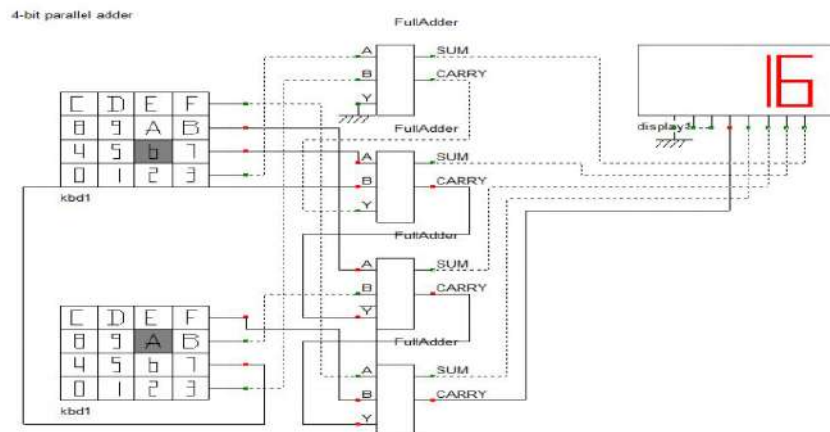 4-bit parallel adder
FullAdder
A
SUM
B
CARRY
Y
FullAdder
16
display1
C D E F
8 9 A B
4 5 6 7
0 1 2 3
kbd1
A
SUM
B
CARRY
Y
FullAdder
A
SUM
B
CARRY
Y
FullAdder
C D E F
8 9 A B
4 5 6 7
0 1 2 3
kbd1
A
SUM
B
CARRY
Y